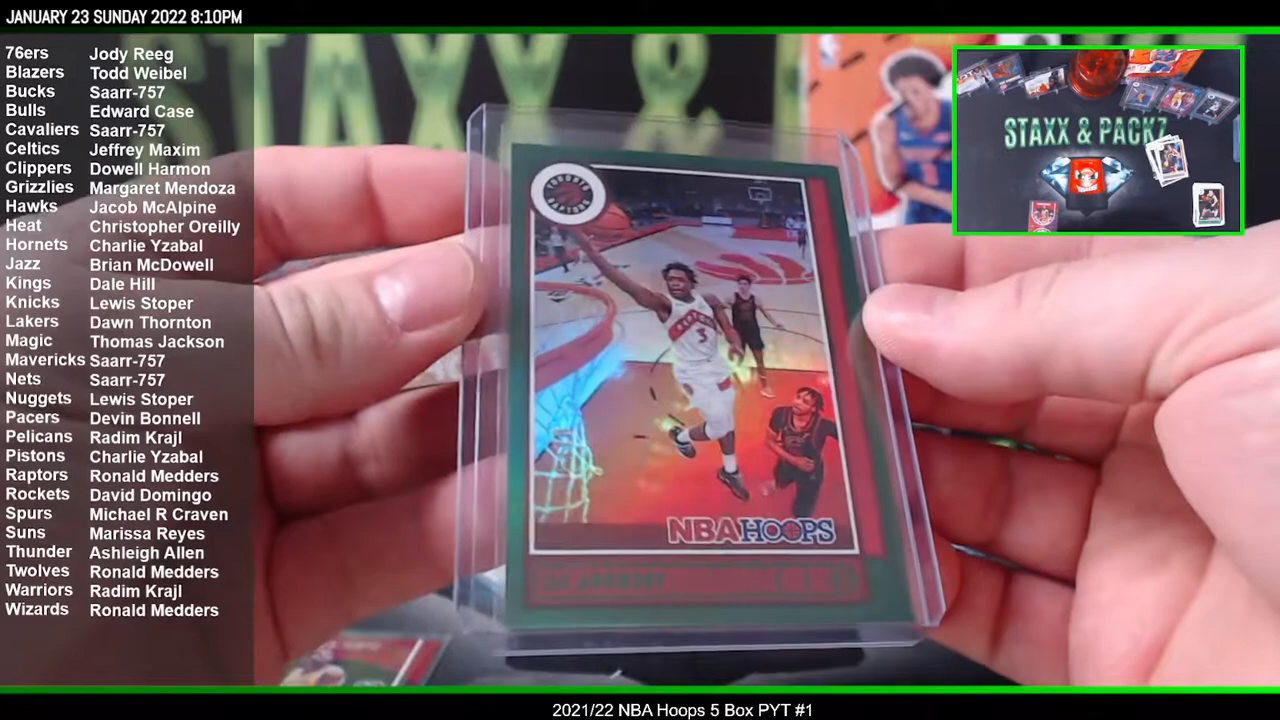 JANUARY 23 SUNDAY 2022 8:10PM
76ers Jody Reeg
Blazers Todd Weibel
Bucks Saarr-757
Bulls Edward Case
Cavaliers Saarr-757
Celtics Jeffrey Maxim
Clippers Dowell Harmon
Grizzlies Margaret Mendoza
Hawks Jacob McAlpine
Heat Christopher Oreilly
Hornets Charlie Yzabal
Jazz Brian McDowell
Kings Dale Hill
Knicks Lewis Stoper
Lakers Dawn Thornton
Magic Thomas Jackson
Mavericks Saarr-757
Nets Saarr-757
Nuggets Lewis Stoper
Pacers Devin Bonnell
Pelicans Radim Krajl
Pistons Charlie Yzabal
Raptors Ronald Medders
Rockets David Domingo
Spurs Michael R Craven
Suns Marissa Reyes
Thunder Ashleigh Allen
Twolves Ronald Medders
Warriors Radim Krajl
Wizards Ronald Medders
STAXX &
STAXX & PACKZ
TORONTO
RAPTORS
3
NBA HOOPS
2021/22 NBA Hoops 5 Box PYT #1